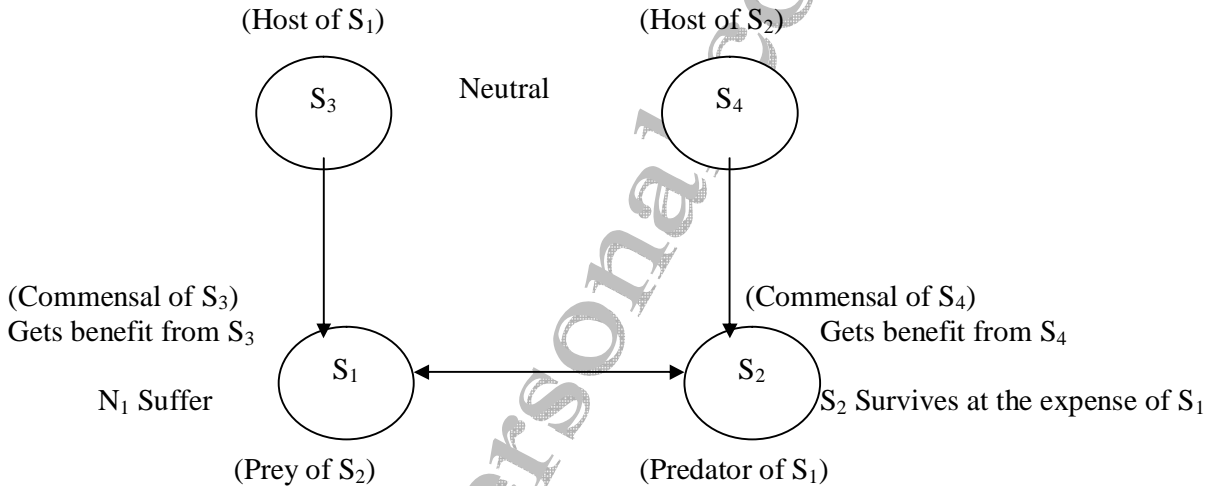 (Host of S₁) (Host of S₂)
S₃ Neutral S₄
(Commensal of S₃) (Commensal of S₄)
Gets benefit from S₃ Gets benefit from S₄
S₁ S₂
N₁ Suffer S₂ Survives at the expense of S₁
(Prey of S₂) (Predator of S₁)
ersonal